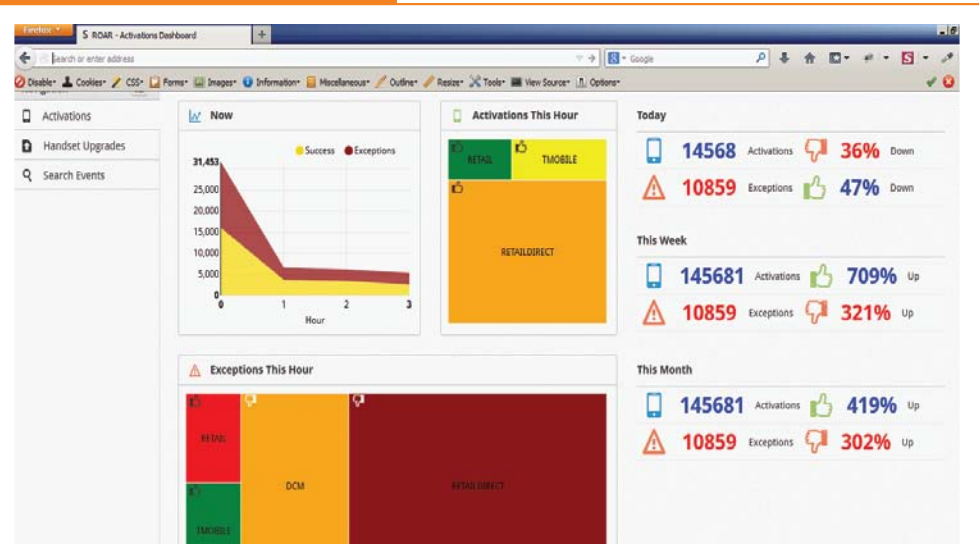 Firefox
S ROAR - Activations Dashboard
+
Search or enter address
Google
Disable Cookies CSS Forms Images Information Miscellaneous Outline Resize Tools View Source Options
Activations
Handset Upgrades
Search Events
Now
Success Exceptions
31,453
25,000
20,000
15,000
10,000
5,000
0
0 1 2 3
Hour
Activations This Hour
RETAIL
TMOBILE
RETAILDIRECT
Exceptions This Hour
RETAIL
DCM
RETAIL DIRECT
TMOBILE
Today
14568 Activations 36% Down
10859 Exceptions 47% Down
This Week
145681 Activations 709% Up
10859 Exceptions 321% Up
This Month
145681 Activations 419% Up
10859 Exceptions 302% Up